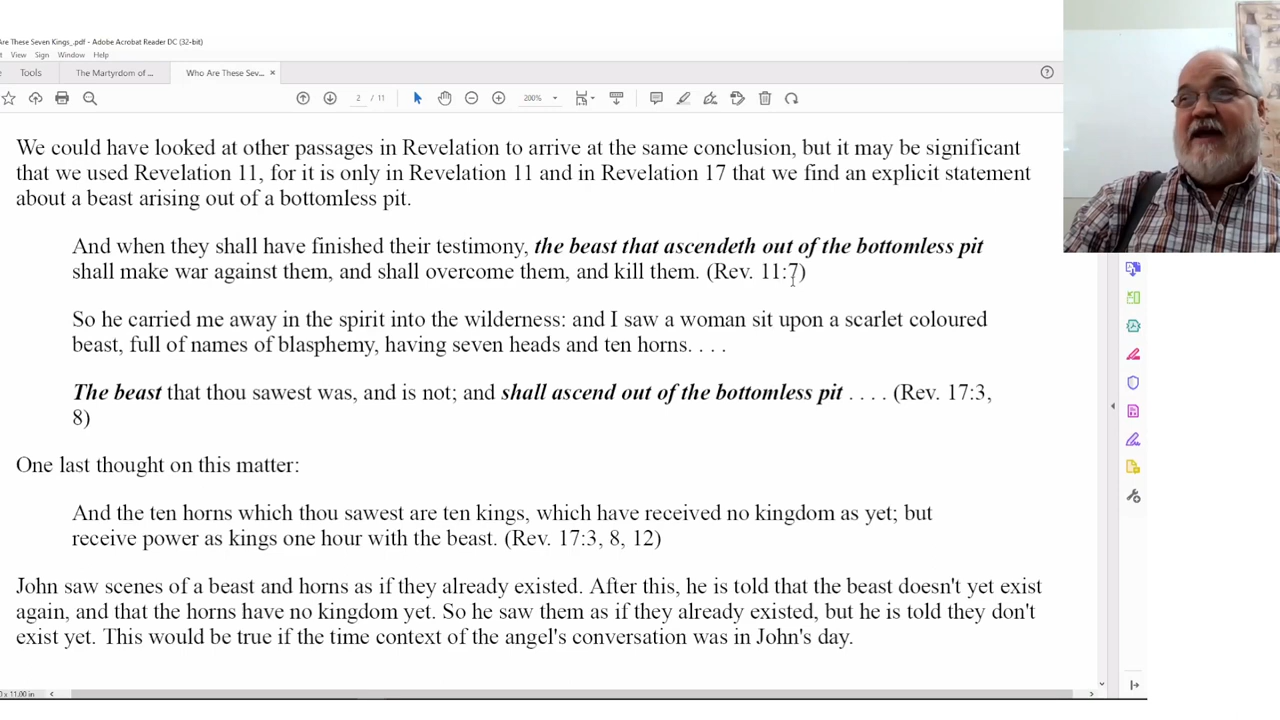 Are These Seven Kings_.pdf - Adobe Acrobat Reader DC (32-bit)
View Sign Window Help
Tools The Martyrdom of ... Who Are These Sev... ×
2 / 11 200%
We could have looked at other passages in Revelation to arrive at the same conclusion, but it may be significant
that we used Revelation 11, for it is only in Revelation 11 and in Revelation 17 that we find an explicit statement
about a beast arising out of a bottomless pit.
And when they shall have finished their testimony, the beast that ascendeth out of the bottomless pit
shall make war against them, and shall overcome them, and kill them. (Rev. 11:7)
So he carried me away in the spirit into the wilderness: and I saw a woman sit upon a scarlet coloured
beast, full of names of blasphemy, having seven heads and ten horns. . . .
The beast that thou sawest was, and is not; and shall ascend out of the bottomless pit . . . . (Rev. 17:3,
8)
One last thought on this matter:
And the ten horns which thou sawest are ten kings, which have received no kingdom as yet; but
receive power as kings one hour with the beast. (Rev. 17:3, 8, 12)
John saw scenes of a beast and horns as if they already existed. After this, he is told that the beast doesn't yet exist
again, and that the horns have no kingdom yet. So he saw them as if they already existed, but he is told they don't
exist yet. This would be true if the time context of the angel's conversation was in John's day.
x 11.00 in